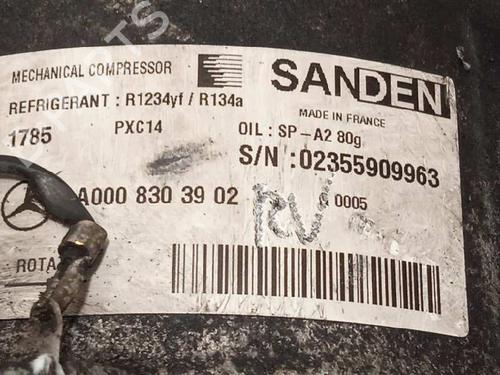 MECHANICAL COMPRESSOR
SANDEN
REFRIGERANT : R1234yf / R134a
MADE IN FRANCE
1785 PXC14
OIL : SP-A2 80g
S/N :02355909963
A000 830 39 02
0005
RV